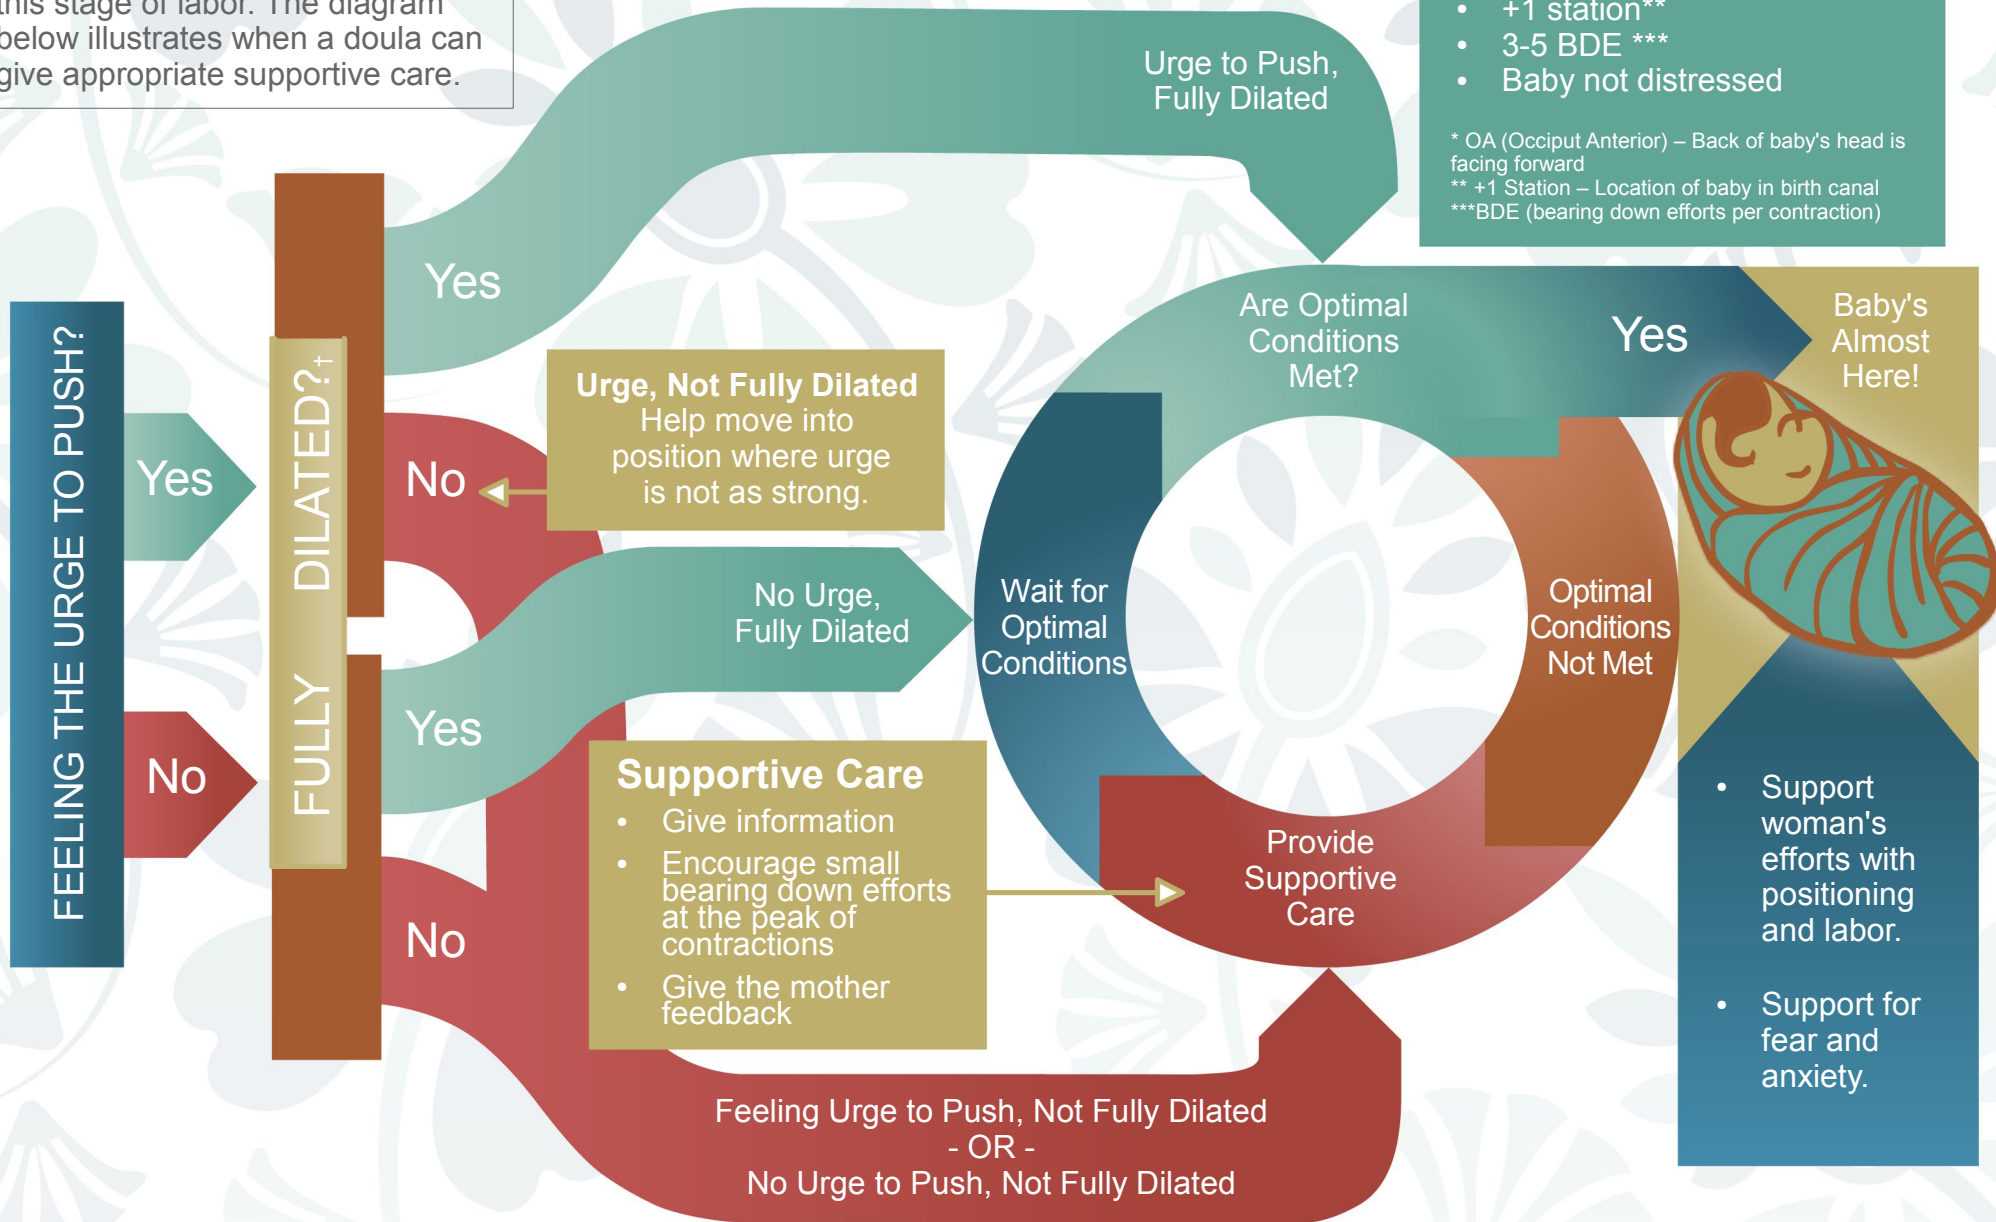 this stage of labor. The diagram
below illustrates when a doula can
give appropriate supportive care.
• +1 station**
• 3-5 BDE ***
• Baby not distressed
* OA (Occiput Anterior) – Back of baby's head is
facing forward
** +1 Station – Location of baby in birth canal
***BDE (bearing down efforts per contraction)
FEELING THE URGE TO PUSH?
Yes
No
FULLY DILATED?†
Yes
No
Yes
No
Urge to Push,
Fully Dilated
Urge, Not Fully Dilated
Help move into
position where urge
is not as strong.
No Urge,
Fully Dilated
Supportive Care
• Give information
• Encourage small
bearing down efforts
at the peak of
contractions
• Give the mother
feedback
Feeling Urge to Push, Not Fully Dilated
- OR -
No Urge to Push, Not Fully Dilated
Are Optimal
Conditions
Met?
Yes
Optimal
Conditions
Not Met
Provide
Supportive
Care
Wait for
Optimal
Conditions
Baby's
Almost
Here!
• Support
woman's
efforts with
positioning
and labor.
• Support for
fear and
anxiety.